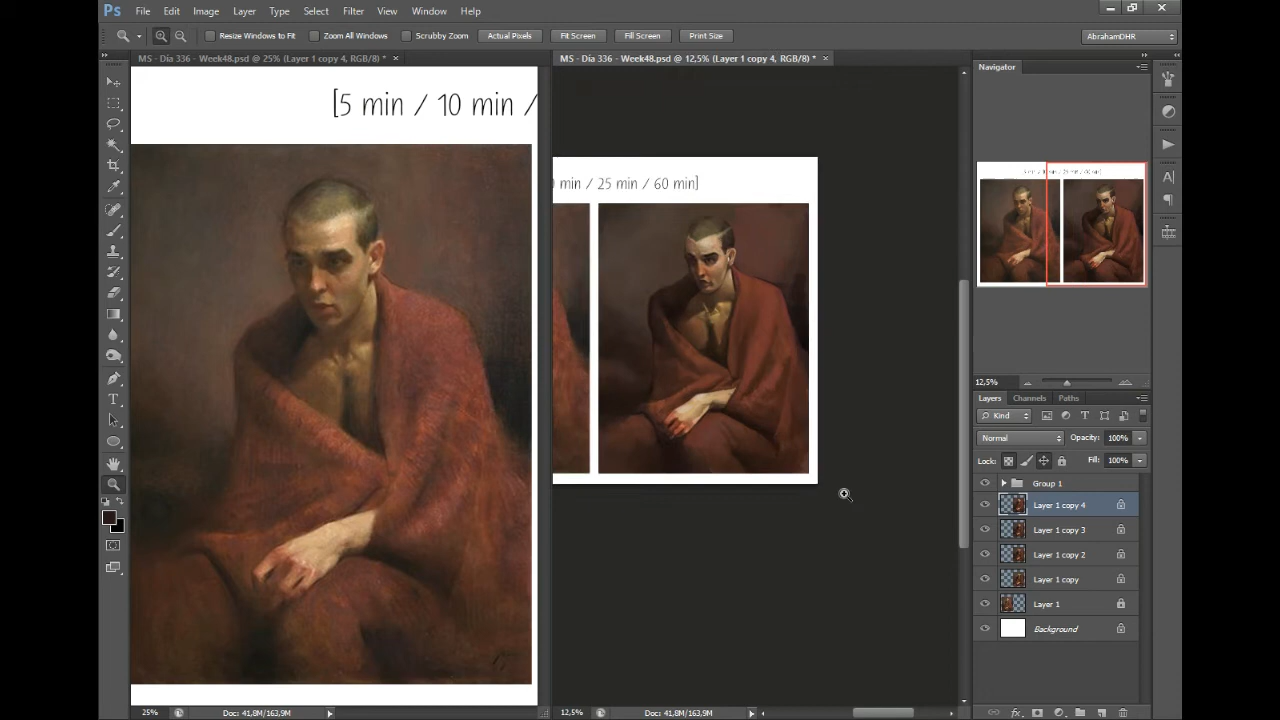 Ps File Edit Image Layer Type Select Filter View Window Help
Resize Windows to Fit Zoom All Windows Scrubby Zoom Actual Pixels Fit Screen Fill Screen Print Size AbrahamDHR
MS - Día 336 - Week48.psd @ 25% (Layer 1 copy 4, RGB/8) * ×
MS - Día 336 - Week48.psd @ 12,5% (Layer 1 copy 4, RGB/8) * ×
Navigator
[5 min / 10 min /
min / 25 min / 60 min]
12,5%
Layers Channels Paths
Kind
Normal Opacity: 100%
Lock: Fill: 100%
Group 1
Layer 1 copy 4
Layer 1 copy 3
Layer 1 copy 2
Layer 1 copy
Layer 1
Background
25% Doc: 41,8M/163,9M
12,5% Doc: 41,8M/163,9M